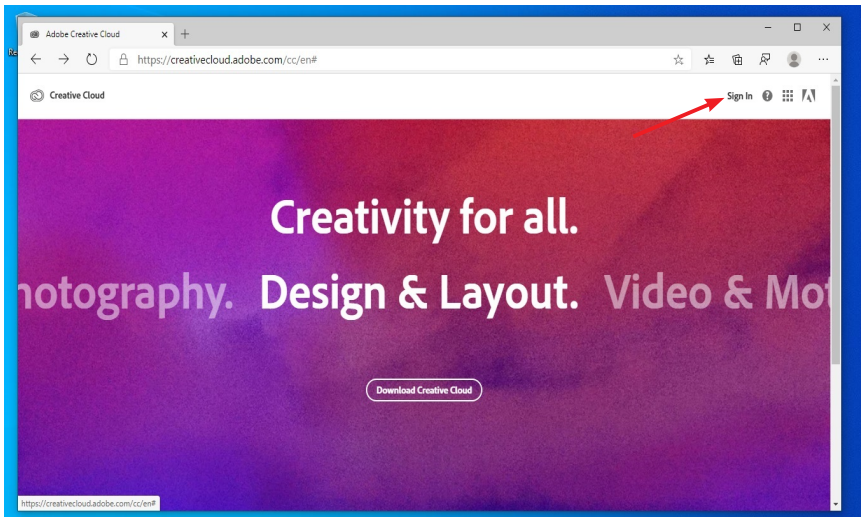 Adobe Creative Cloud
https://creativecloud.adobe.com/cc/en#
Creative Cloud
Sign In
Creativity for all.
hotography. Design & Layout. Video & Mot
Download Creative Cloud
https://creativecloud.adobe.com/cc/en#